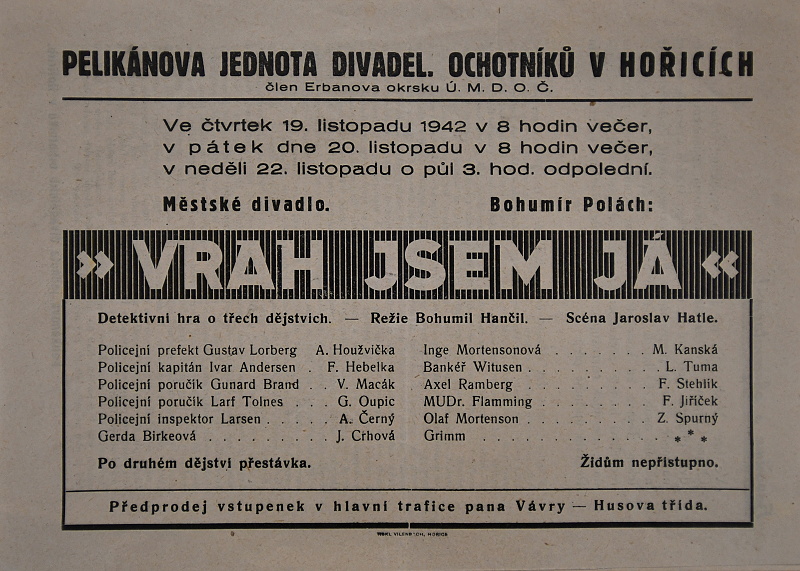 PELIKÁNOVA JEDNOTA DIVADEL. OCHOTNÍKŮ V HOŘICÍCH
člen Erbanova okrsku Ú. M. D. O. Č.
Ve čtvrtek 19. listopadu 1942 v 8 hodin večer,
v pátek dne 20. listopadu v 8 hodin večer,
v neděli 22. listopadu o půl 3. hod. odpolední.
Městské divadlo. Bohumír Polách:
» VRAH JSEM JÁ «
Detektivní hra o třech dějstvích. — Režie Bohumil Hančil. — Scéna Jaroslav Hatle.
Policejní prefekt Gustav Lorberg A. Houžvička
Policejní kapitán Ivar Andersen . F. Hebelka
Policejní poručík Gunard Brand . . V. Macák
Policejní poručík Larf Tolnes . . . G. Oupic
Policejní inspektor Larsen . . . . . A. Černý
Gerda Birkeová . . . . . . . . . J. Crhová
Inge Mortensonová . . . . . . . M. Kanská
Bankéř Witusen . . . . . . . . . L. Tuma
Axel Ramberg . . . . . . . . . F. Stehlík
MUDr. Flamming . . . . . . . . F. Jiříček
Olaf Mortenson . . . . . . . . Z. Spurný
Grimm . . . . . . . . . . . . * * *
Po druhém dějství přestávka. Židům nepřístupno.
Předprodej vstupenek v hlavní trafice pana Vávry — Husova třída.
HOŘICE